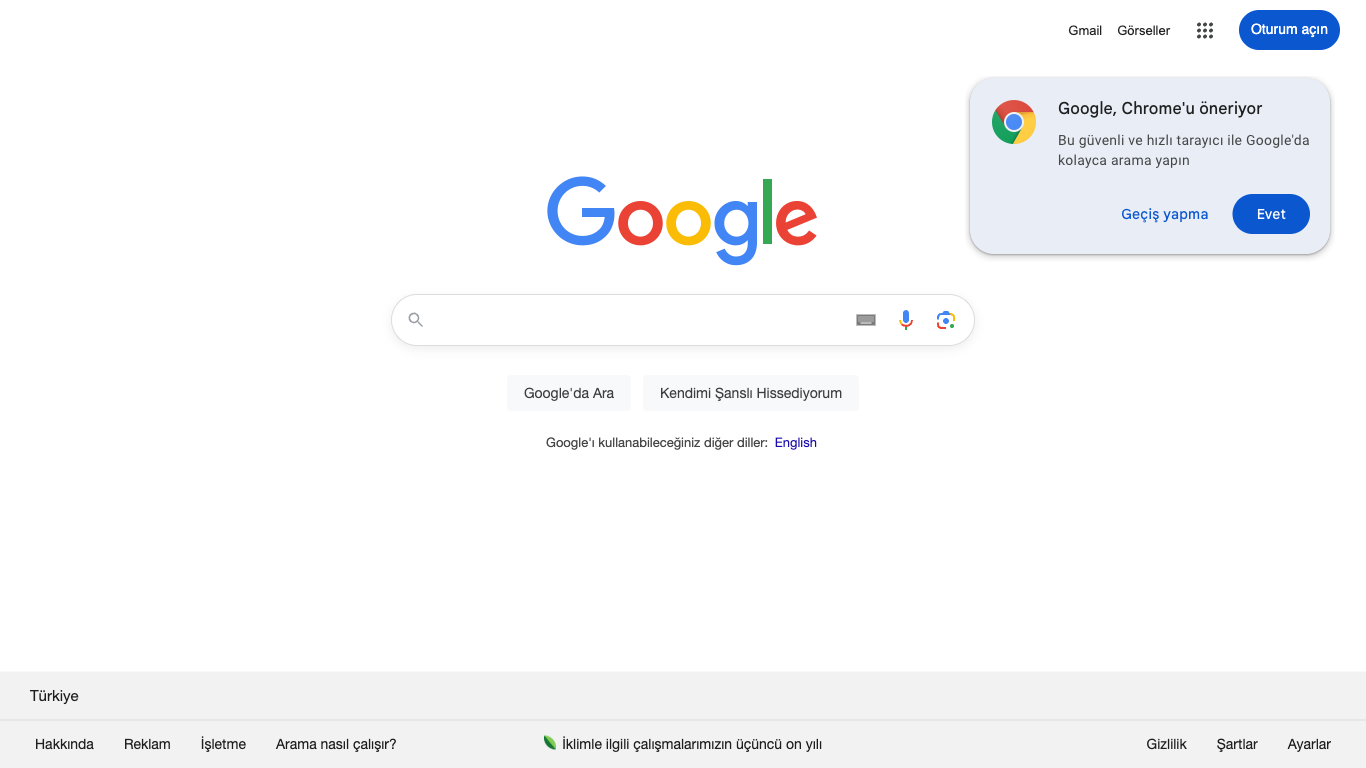 Gmail
Görseller
Oturum açın
Google, Chrome'u öneriyor
Bu güvenli ve hızlı tarayıcı ile Google'da
kolayca arama yapın
Geçiş yapma
Evet
Google
Google'da Ara
Kendimi Şanslı Hissediyorum
Google'ı kullanabileceğiniz diğer diller: English
Türkiye
Hakkında
Reklam
İşletme
Arama nasıl çalışır?
İklimle ilgili çalışmalarımızın üçüncü on yılı
Gizlilik
Şartlar
Ayarlar